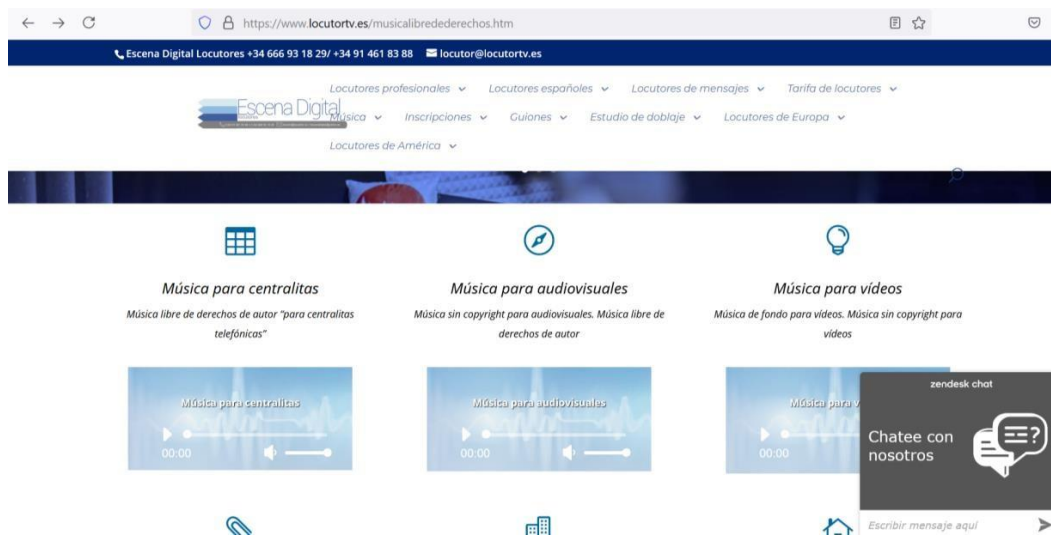 https://www.locutortv.es/musicalibrededederechos.htm
Escena Digital Locutores +34 666 93 18 29/ +34 91 461 83 88 locutor@locutortv.es
Locutores profesionales Locutores españoles Locutores de mensajes Tarifa de locutores
Escena Digital
Música Inscripciones Guiones Estudio de doblaje Locutores de Europa
Locutores de América
Música para centralitas
Música libre de derechos de autor "para centralitas
telefónicas"
Música para audiovisuales
Música sin copyright para audiovisuales. Música libre de
derechos de autor
Música para vídeos
Música de fondo para vídeos. Música sin copyright para
vídeos
Música para centralitas
00:00
Música para audiovisuales
00:00
Música para v
00:00
zendesk chat
Chatee con
nosotros
Escribir mensaje aquí